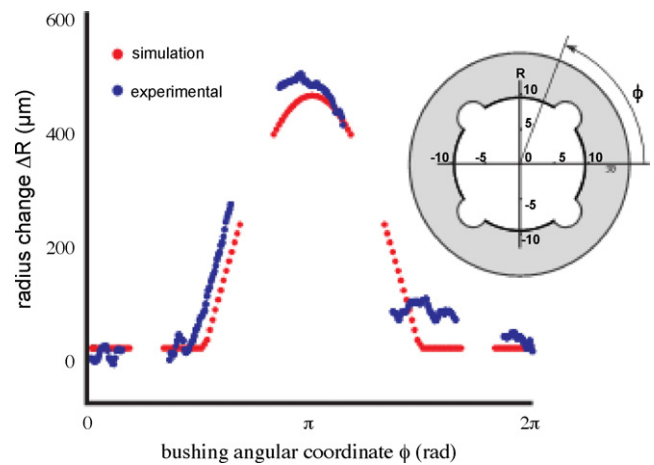 600
400
200
0
radius change ΔR (μm)
simulation
experimental
0
π
2π
bushing angular coordinate ϕ (rad)
R
10
5
-10
-5
0
5
10
-5
-10
ϕ